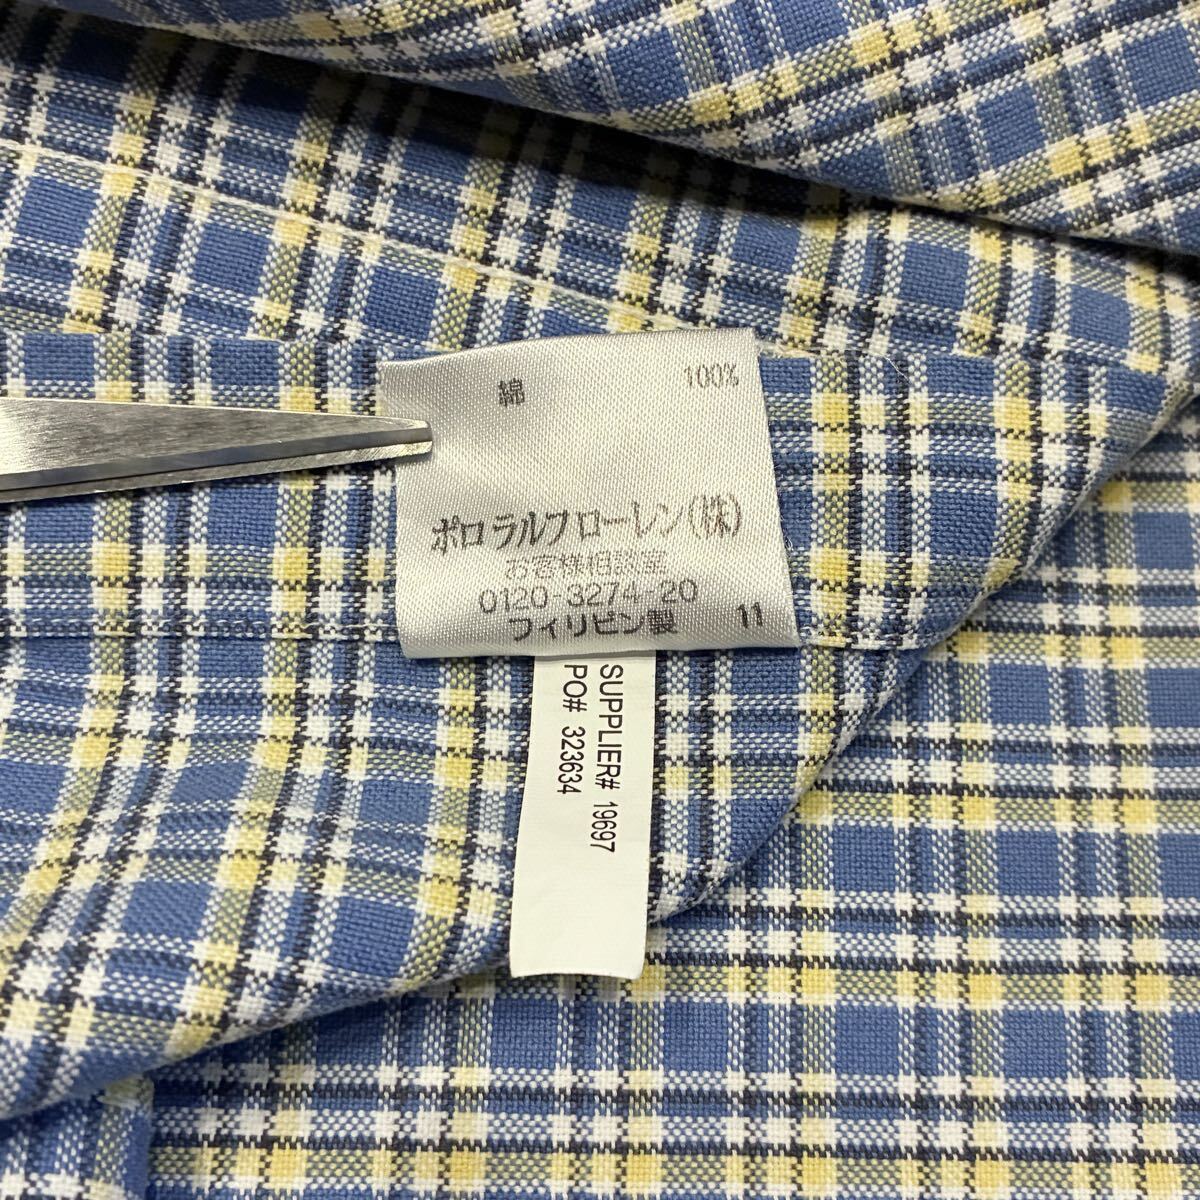 綿 100%
ポロ ラルフ ローレン(株)
お客様相談室
0120-3274-20
フィリピン製 11
SUPPLIER# 19697
PO# 323634